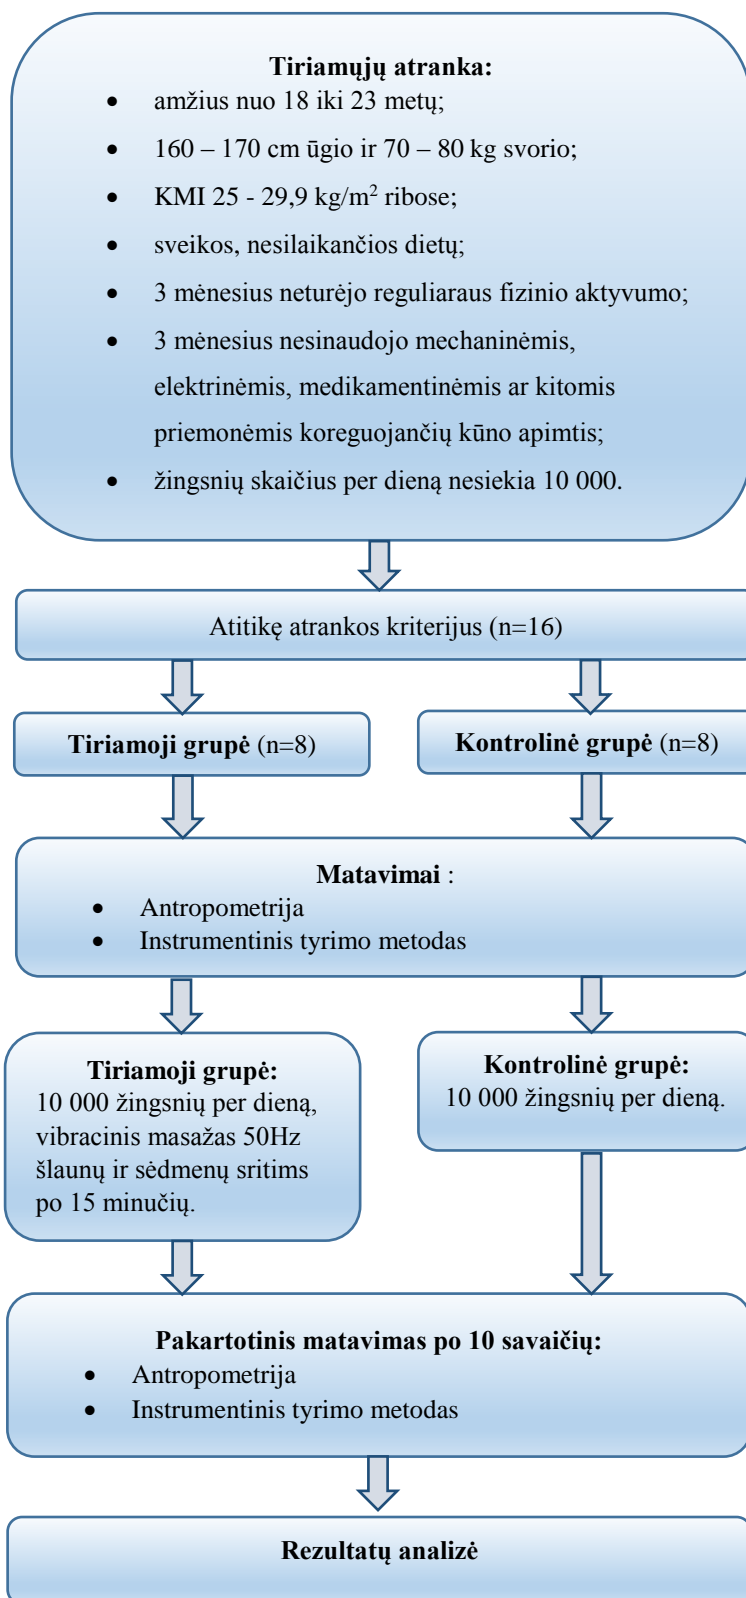 Tiriamųjų atranka:
• amžius nuo 18 iki 23 metų;
• 160 – 170 cm ūgio ir 70 – 80 kg svorio;
• KMI 25 - 29,9 kg/m² ribose;
• sveikos, nesilaikančios dietų;
• 3 mėnesius neturėjo reguliaraus fizinio aktyvumo;
• 3 mėnesius nesinaudojo mechaninėmis,
elektrinėmis, medikamentinėmis ar kitomis
priemonėmis koreguojančių kūno apimtis;
• žingsnių skaičius per dieną nesiekia 10 000.
Atitikę atrankos kriterijus (n=16)
Tiriamoji grupė (n=8)
Kontrolinė grupė (n=8)
Matavimai :
• Antropometrija
• Instrumentinis tyrimo metodas
Tiriamoji grupė:
10 000 žingsnių per dieną,
vibracinis masažas 50Hz
šlaunų ir sėdmenų sritims
po 15 minučių.
Kontrolinė grupė:
10 000 žingsnių per dieną.
Pakartotinis matavimas po 10 savaičių:
• Antropometrija
• Instrumentinis tyrimo metodas
Rezultatų analizė